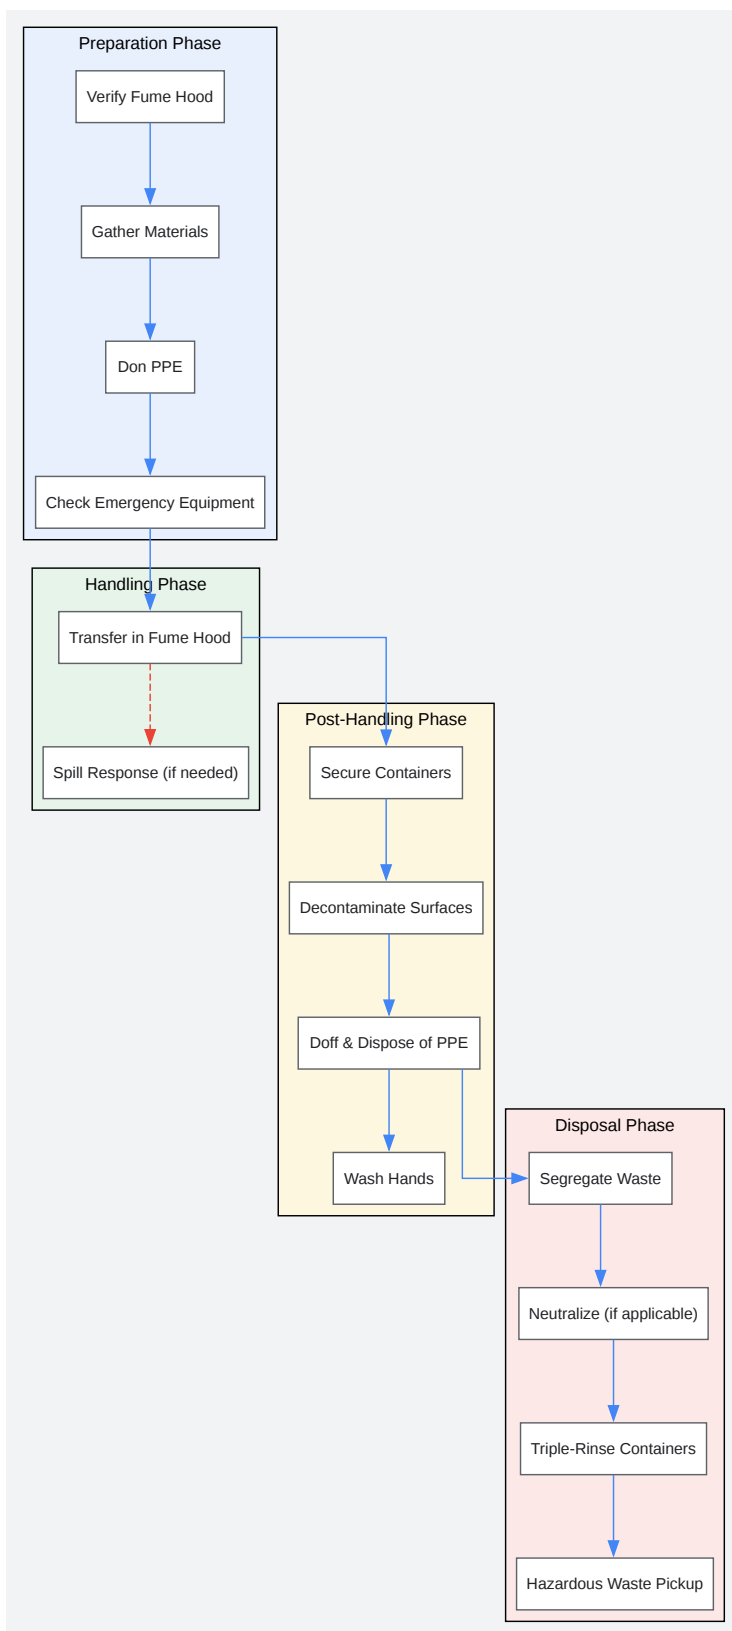 Preparation Phase
Verify Fume Hood
Gather Materials
Don PPE
Check Emergency Equipment
Handling Phase
Transfer in Fume Hood
Spill Response (if needed)
Post-Handling Phase
Secure Containers
Decontaminate Surfaces
Doff & Dispose of PPE
Wash Hands
Disposal Phase
Segregate Waste
Neutralize (if applicable)
Triple-Rinse Containers
Hazardous Waste Pickup